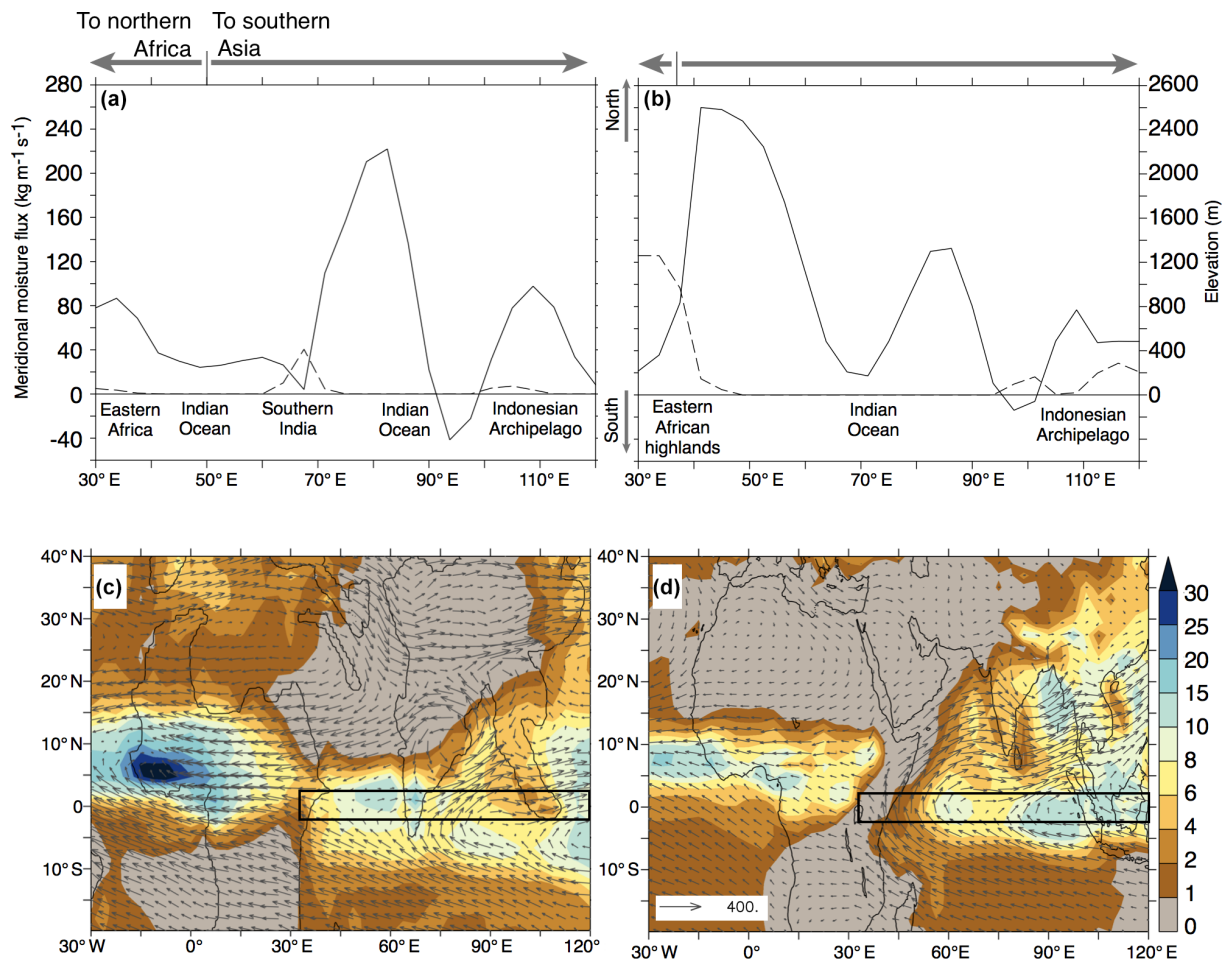 To northern
Africa
To southern
Asia
(a)
280
240
200
160
120
80
40
0
-40
Meridional moisture flux (kg m-1 s-1)
Eastern
Africa
Indian
Ocean
Southern
India
Indian
Ocean
Indonesian
Archipelago
30° E
50° E
70° E
90° E
110° E
North
South
(b)
2600
2400
2000
1600
1200
800
400
0
Elevation (m)
Eastern
African
highlands
Indian
Ocean
Indonesian
Archipelago
30° E
50° E
70° E
90° E
110° E
(c)
40° N
30° N
20° N
10° N
0
10° S
30° W
0°
30° E
60° E
90° E
120° E
(d)
40° N
30° N
20° N
10° N
0
10° S
400.
30° W
0°
30° E
60° E
90° E
120° E
30
25
20
15
10
8
6
4
2
1
0